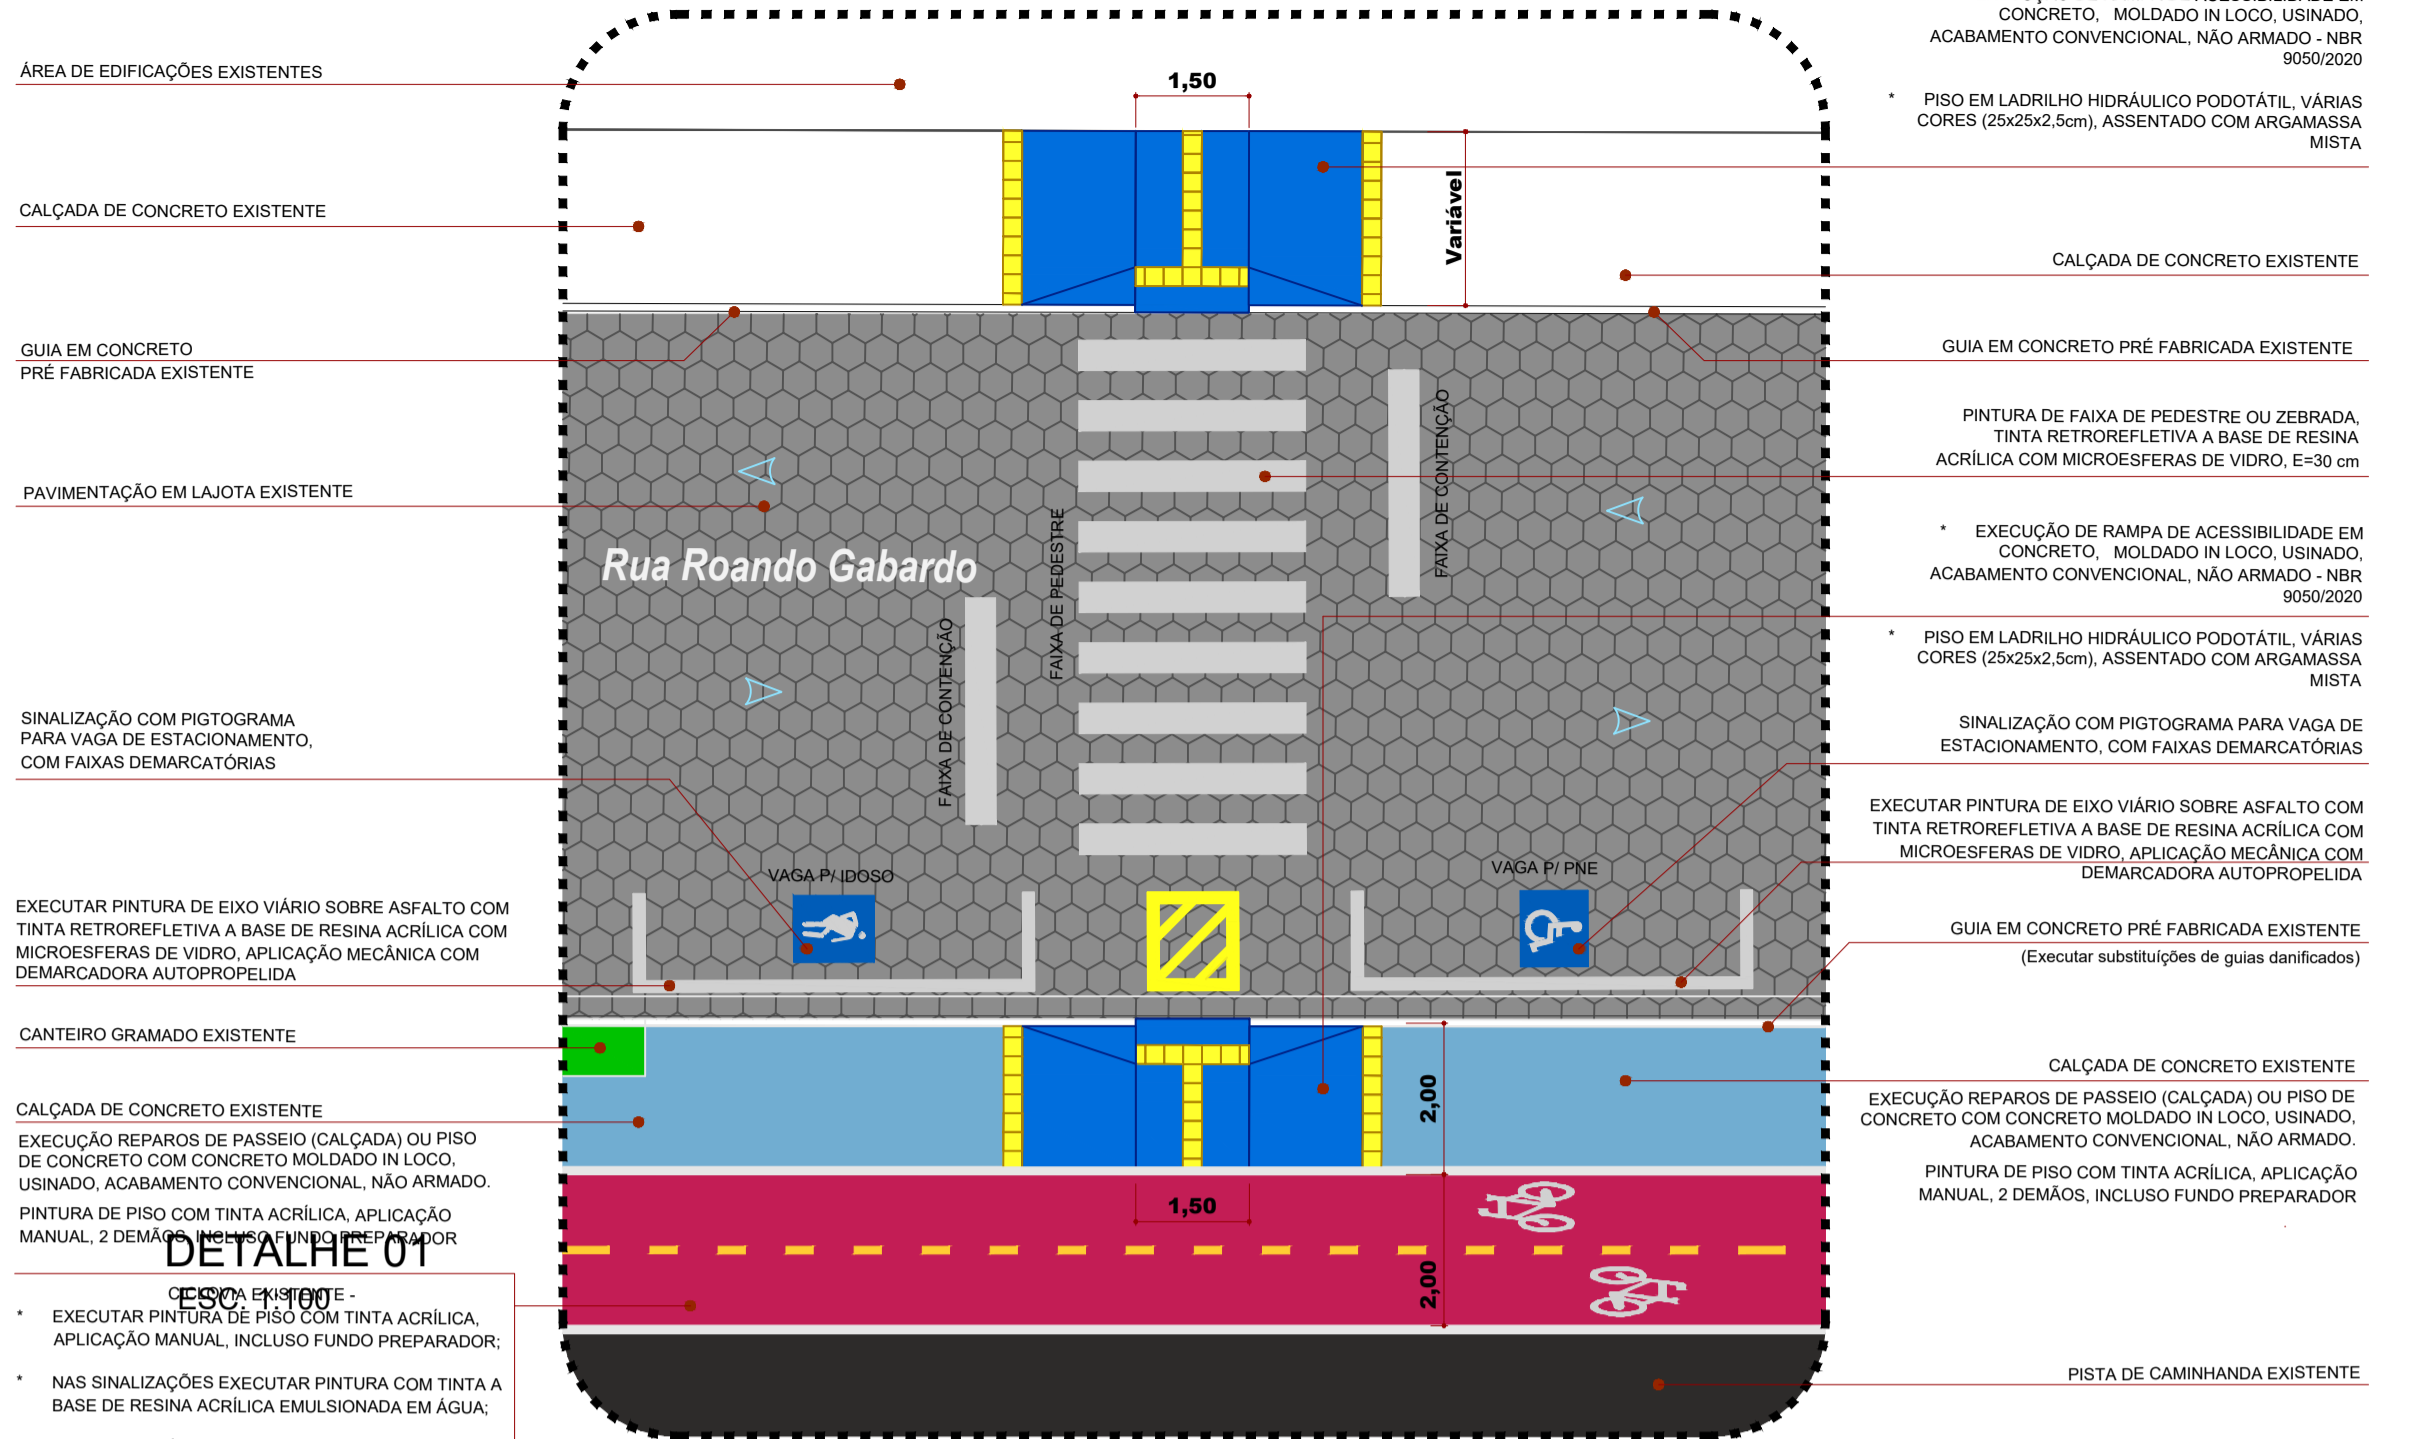 ÁREA DE EDIFICAÇÕES EXISTENTES
CALÇADA DE CONCRETO EXISTENTE
GUIA EM CONCRETO
PRÉ FABRICADA EXISTENTE
PAVIMENTAÇÃO EM LAJOTA EXISTENTE
SINALIZAÇÃO COM PIGTOGRAMA
PARA VAGA DE ESTACIONAMENTO,
COM FAIXAS DEMARCATÓRIAS
EXECUTAR PINTURA DE EIXO VIÁRIO SOBRE ASFALTO COM
TINTA RETROREFLETIVA A BASE DE RESINA ACRÍLICA COM
MICROESFERAS DE VIDRO, APLICAÇÃO MECÂNICA COM
DEMARCADORA AUTOPROPELIDA
CANTEIRO GRAMADO EXISTENTE
CALÇADA DE CONCRETO EXISTENTE
EXECUÇÃO REPAROS DE PASSEIO (CALÇADA) OU PISO
DE CONCRETO COM CONCRETO MOLDADO IN LOCO,
USINADO, ACABAMENTO CONVENCIONAL, NÃO ARMADO.
PINTURA DE PISO COM TINTA ACRÍLICA, APLICAÇÃO
MANUAL, 2 DEMÃOS, INCLUSO FUNDO PREPARADOR
DETALHE 01
CICLOVIA EXISTENTE -
ESC. 1:100
* EXECUTAR PINTURA DE PISO COM TINTA ACRÍLICA,
APLICAÇÃO MANUAL, INCLUSO FUNDO PREPARADOR;
* NAS SINALIZAÇÕES EXECUTAR PINTURA COM TINTA A
BASE DE RESINA ACRÍLICA EMULSIONADA EM ÁGUA;
1,50
Variável
Rua Roando Gabardo
FAIXA DE CONTENÇÃO
FAIXA DE PEDESTRE
FAIXA DE CONTENÇÃO
VAGA P/ IDOSO
VAGA P/ PNE
2,00
1,50
2,00
CONCRETO, MOLDADO IN LOCO, USINADO,
ACABAMENTO CONVENCIONAL, NÃO ARMADO - NBR
9050/2020
* PISO EM LADRILHO HIDRÁULICO PODOTÁTIL, VÁRIAS
CORES (25x25x2,5cm), ASSENTADO COM ARGAMASSA
MISTA
CALÇADA DE CONCRETO EXISTENTE
GUIA EM CONCRETO PRÉ FABRICADA EXISTENTE
PINTURA DE FAIXA DE PEDESTRE OU ZEBRADA,
TINTA RETROREFLETIVA A BASE DE RESINA
ACRÍLICA COM MICROESFERAS DE VIDRO, E=30 cm
* EXECUÇÃO DE RAMPA DE ACESSIBILIDADE EM
CONCRETO, MOLDADO IN LOCO, USINADO,
ACABAMENTO CONVENCIONAL, NÃO ARMADO - NBR
9050/2020
* PISO EM LADRILHO HIDRÁULICO PODOTÁTIL, VÁRIAS
CORES (25x25x2,5cm), ASSENTADO COM ARGAMASSA
MISTA
SINALIZAÇÃO COM PIGTOGRAMA PARA VAGA DE
ESTACIONAMENTO, COM FAIXAS DEMARCATÓRIAS
EXECUTAR PINTURA DE EIXO VIÁRIO SOBRE ASFALTO COM
TINTA RETROREFLETIVA A BASE DE RESINA ACRÍLICA COM
MICROESFERAS DE VIDRO, APLICAÇÃO MECÂNICA COM
DEMARCADORA AUTOPROPELIDA
GUIA EM CONCRETO PRÉ FABRICADA EXISTENTE
(Executar substituíções de guias danificados)
CALÇADA DE CONCRETO EXISTENTE
EXECUÇÃO REPAROS DE PASSEIO (CALÇADA) OU PISO DE
CONCRETO COM CONCRETO MOLDADO IN LOCO, USINADO,
ACABAMENTO CONVENCIONAL, NÃO ARMADO.
PINTURA DE PISO COM TINTA ACRÍLICA, APLICAÇÃO
MANUAL, 2 DEMÃOS, INCLUSO FUNDO PREPARADOR
PISTA DE CAMINHANDA EXISTENTE